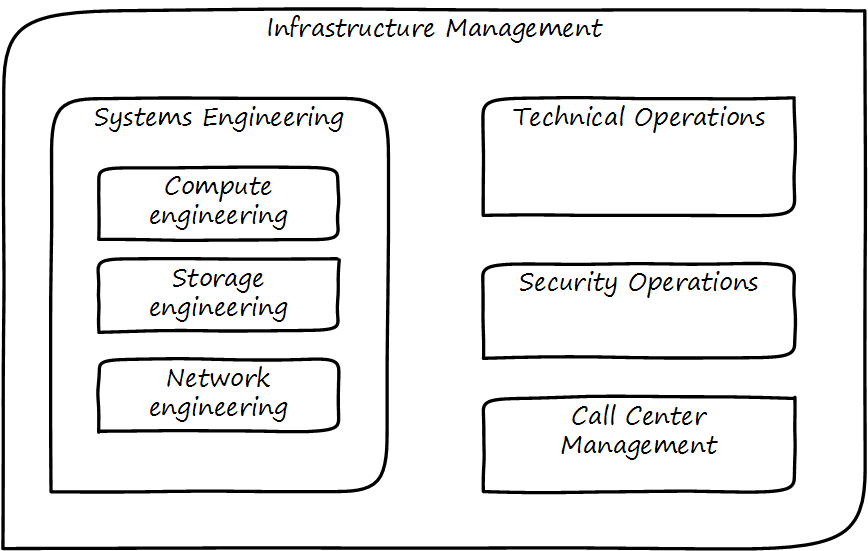 Infrastructure Management
Systems Engineering
Compute
engineering
Storage
engineering
Network
engineering
Technical Operations
Security Operations
Call Center
Management